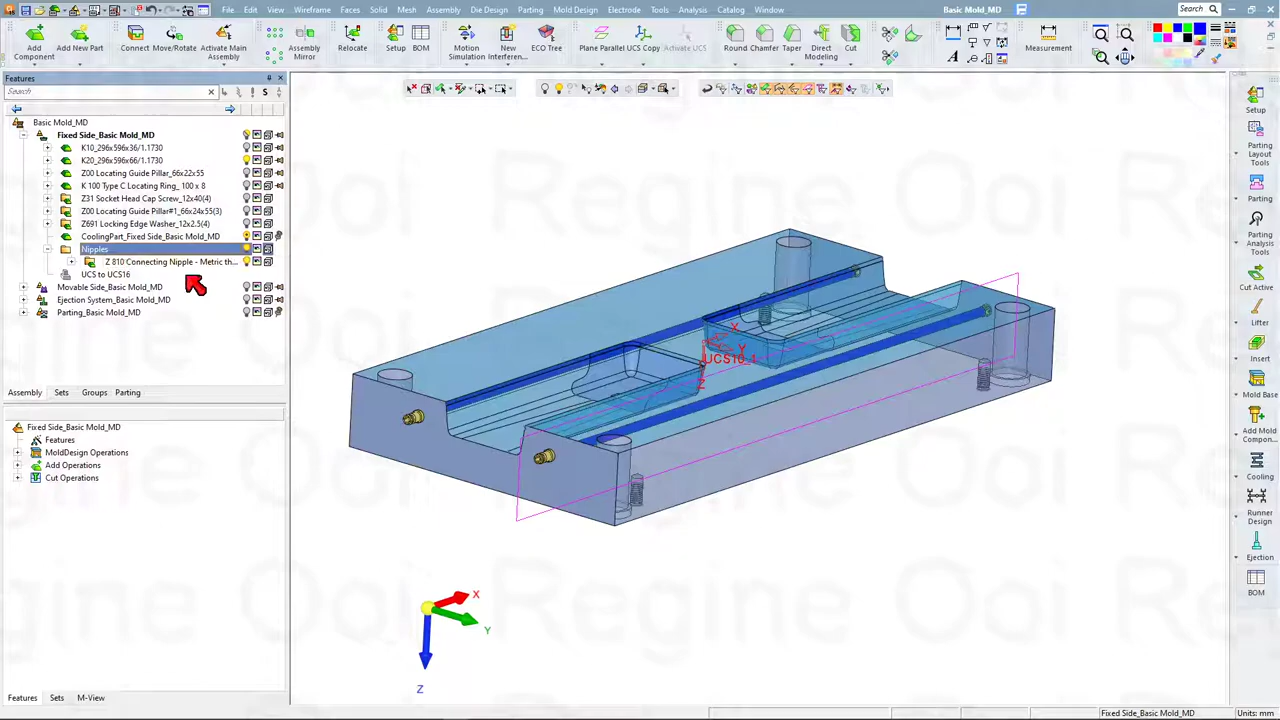 File Edit View Wireframe Faces Solid Mesh Assembly Die Design Parting Mold Design Electrode Tools Analysis Catalog Window Basic Mold_MD Search
Add Component Add New Part Connect Move/Rotate Activate Main Assembly Assembly Mirror Relocate Setup BOM Motion Simulation New Interferen... ECO Tree Plane Parallel UCS Copy Activate UCS Round Chamfer Taper Direct Modeling Cut Measurement
Features
Search
S
Basic Mold_MD
Fixed Side_Basic Mold_MD
K10_296x596x36/1.1730
K20_296x596x66/1.1730
Z00 Locating Guide Pillar_66x22x55
K 100 Type C Locating Ring_ 100 x 8
Z31 Socket Head Cap Screw_12x40(4)
Z00 Locating Guide Pillar#1_66x24x55(3)
Z691 Locking Edge Washer_12x2.5(4)
CoolingPart_Fixed Side_Basic Mold_MD
Nipples
Z 810 Connecting Nipple - Metric th...
UCS to UCS16
Movable Side_Basic Mold_MD
Ejection System_Basic Mold_MD
Parting_Basic Mold_MD
Assembly Sets Groups Parting
Fixed Side_Basic Mold_MD
Features
MoldDesign Operations
Add Operations
Cut Operations
Features Sets M-View
X
Y
UCS16_1
Z
X
Y
Z
Setup
Parting Layout Tools
Parting
Parting Analysis Tools
Cut Active
Lifter
Insert
Mold Base
Add Mold Compon...
Cooling
Runner Design
Ejection
BOM
Fixed Side_Basic Mold_MD Units: mm
Ooi Regine